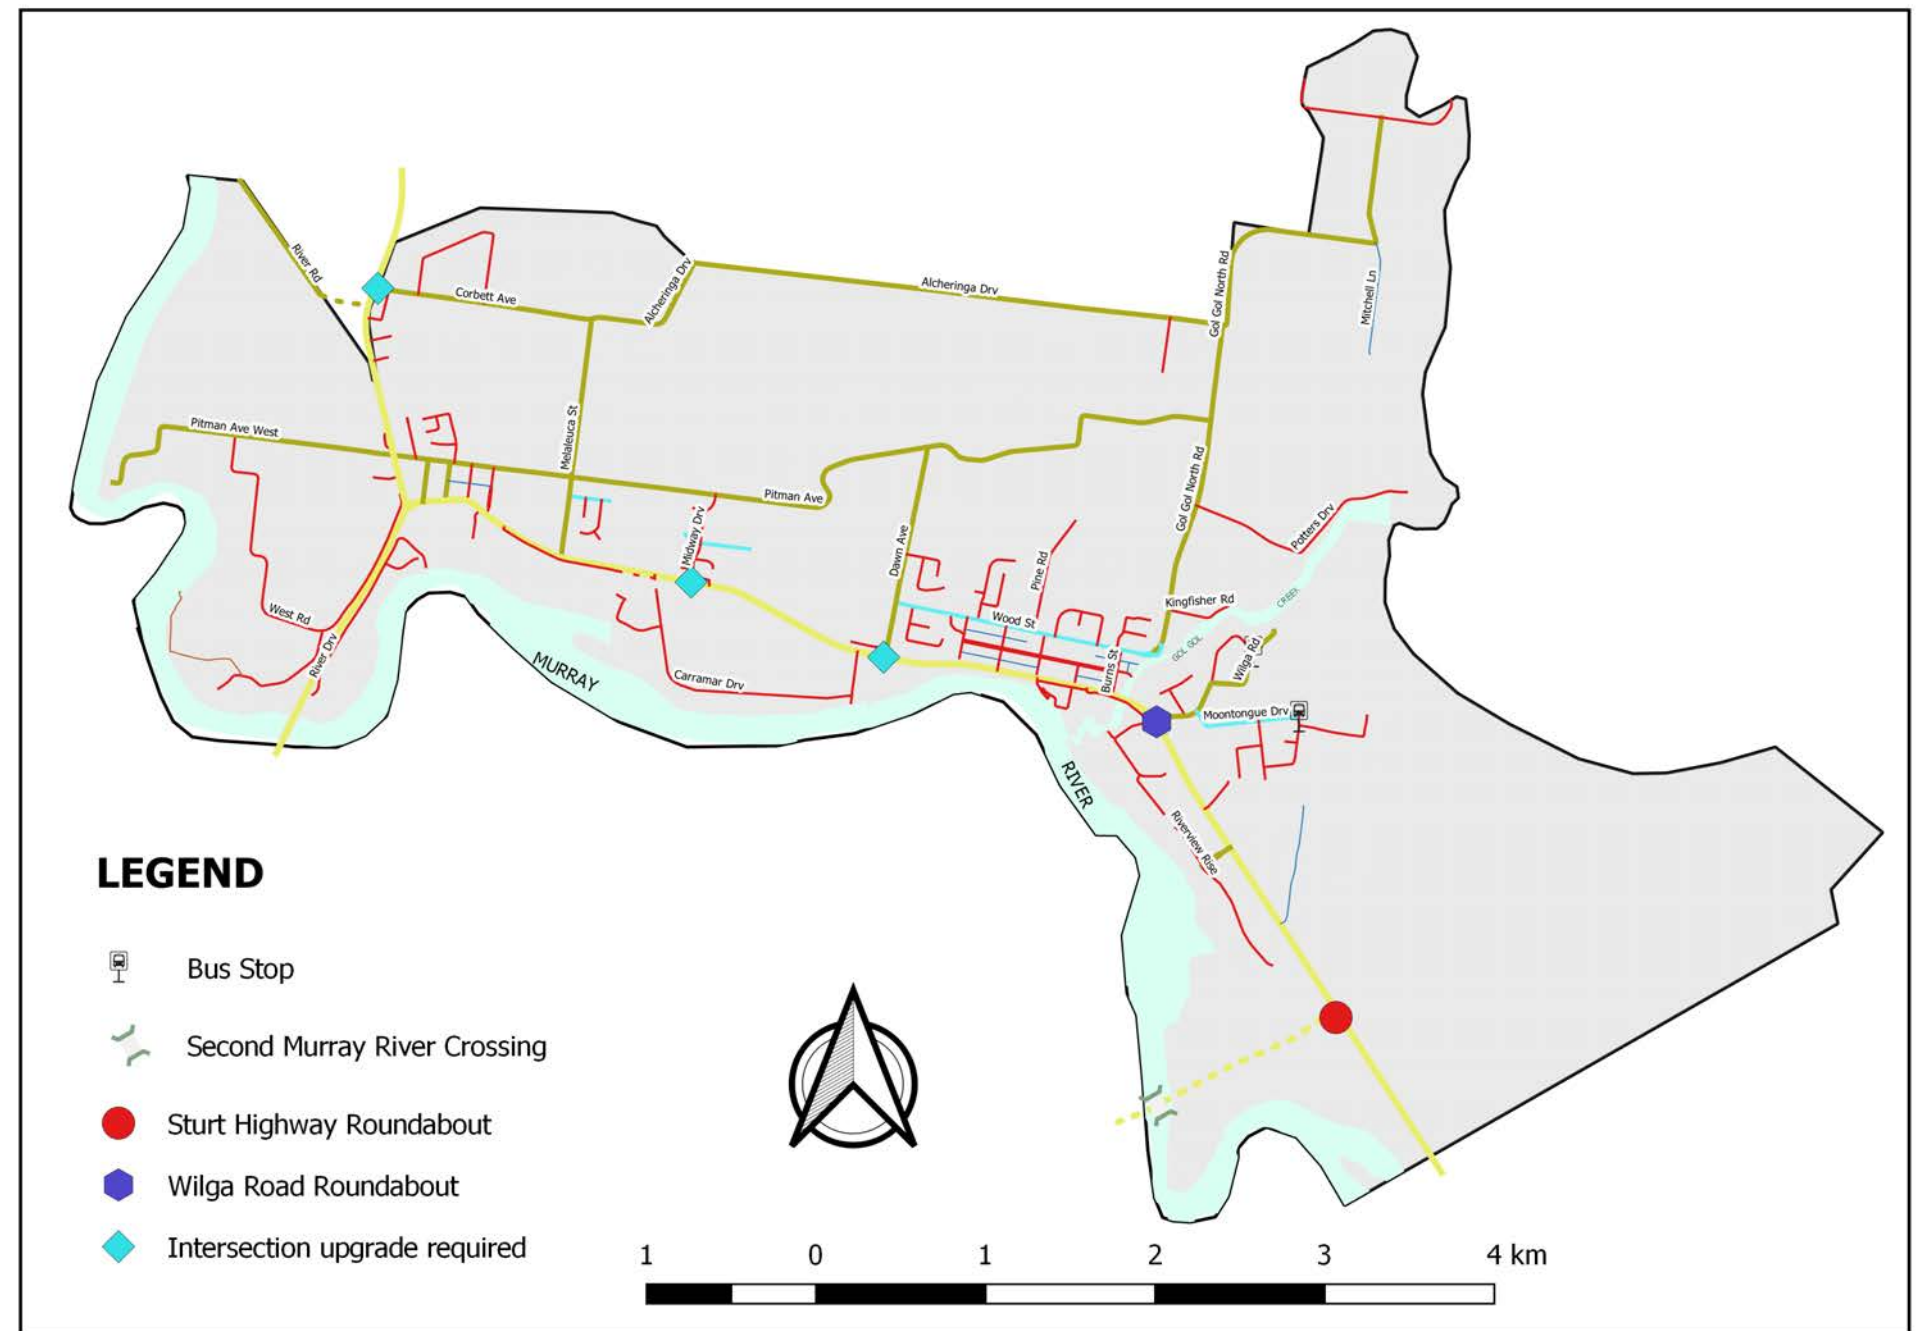 River Rd
Corbett Ave
Alcheringa Drv
Alcheringa Drv
Gol Gol North Rd
Mitchell Ln
Pitman Ave West
Melaleuca St
Pitman Ave
Gol Gol North Rd
Potters Drv
Midway Drv
Dawn Ave
Pine Rd
Kingfisher Rd
CREEK
West Rd
Wood St
GOL GOL
River Drv
MURRAY
Carramar Drv
Burns St
Wilga Rd
Moontongue Drv
RIVER
Riverview Rise
LEGEND
Bus Stop
Second Murray River Crossing
Sturt Highway Roundabout
Wilga Road Roundabout
Intersection upgrade required
1 0 1 2 3 4 km